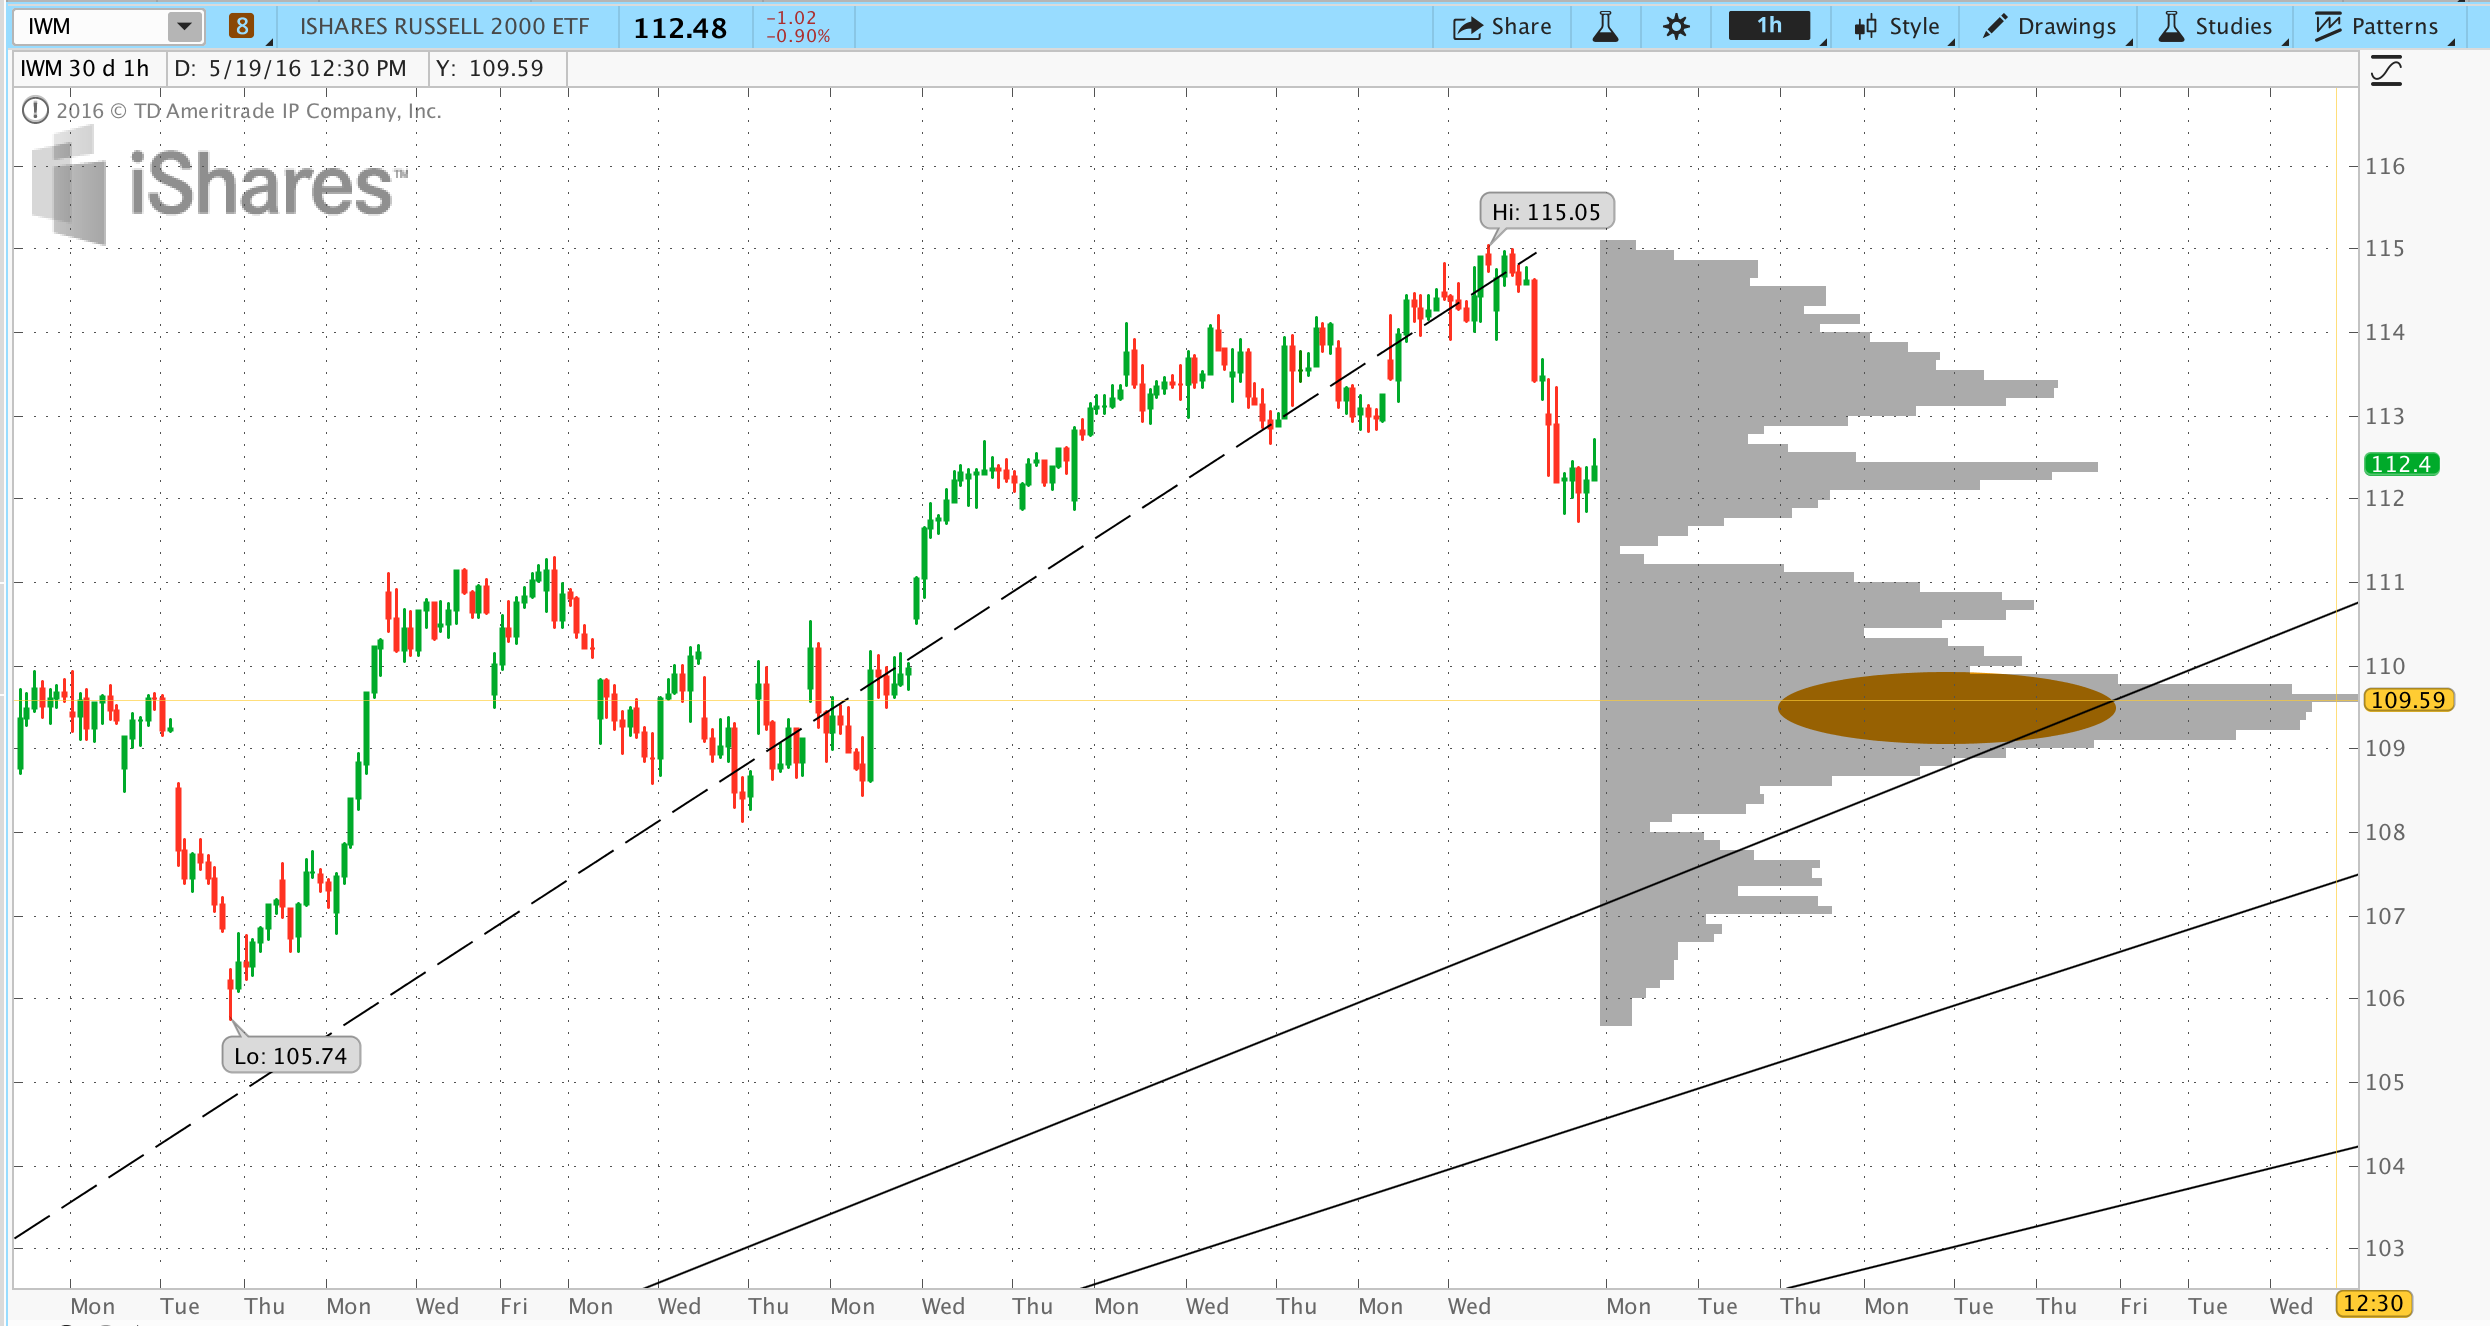 IWM 8 ISHARES RUSSELL 2000 ETF 112.48 -1.02 Share 1h Style Drawings Studies Patterns
-0.90%
IWM 30 d 1h D: 5/19/16 12:30 PM Y: 109.59
2016 © TD Ameritrade IP Company, Inc.
iShares™
116
Hi: 115.05
115
114
113
112.4
112
111
110
109.59
109
108
107
106
Lo: 105.74
105
104
103
Mon Tue Thu Mon Wed Fri Mon Wed Thu Mon Wed Thu Mon Wed Thu Mon Wed Mon Tue Thu Mon Tue Thu Fri Tue Wed 12:30